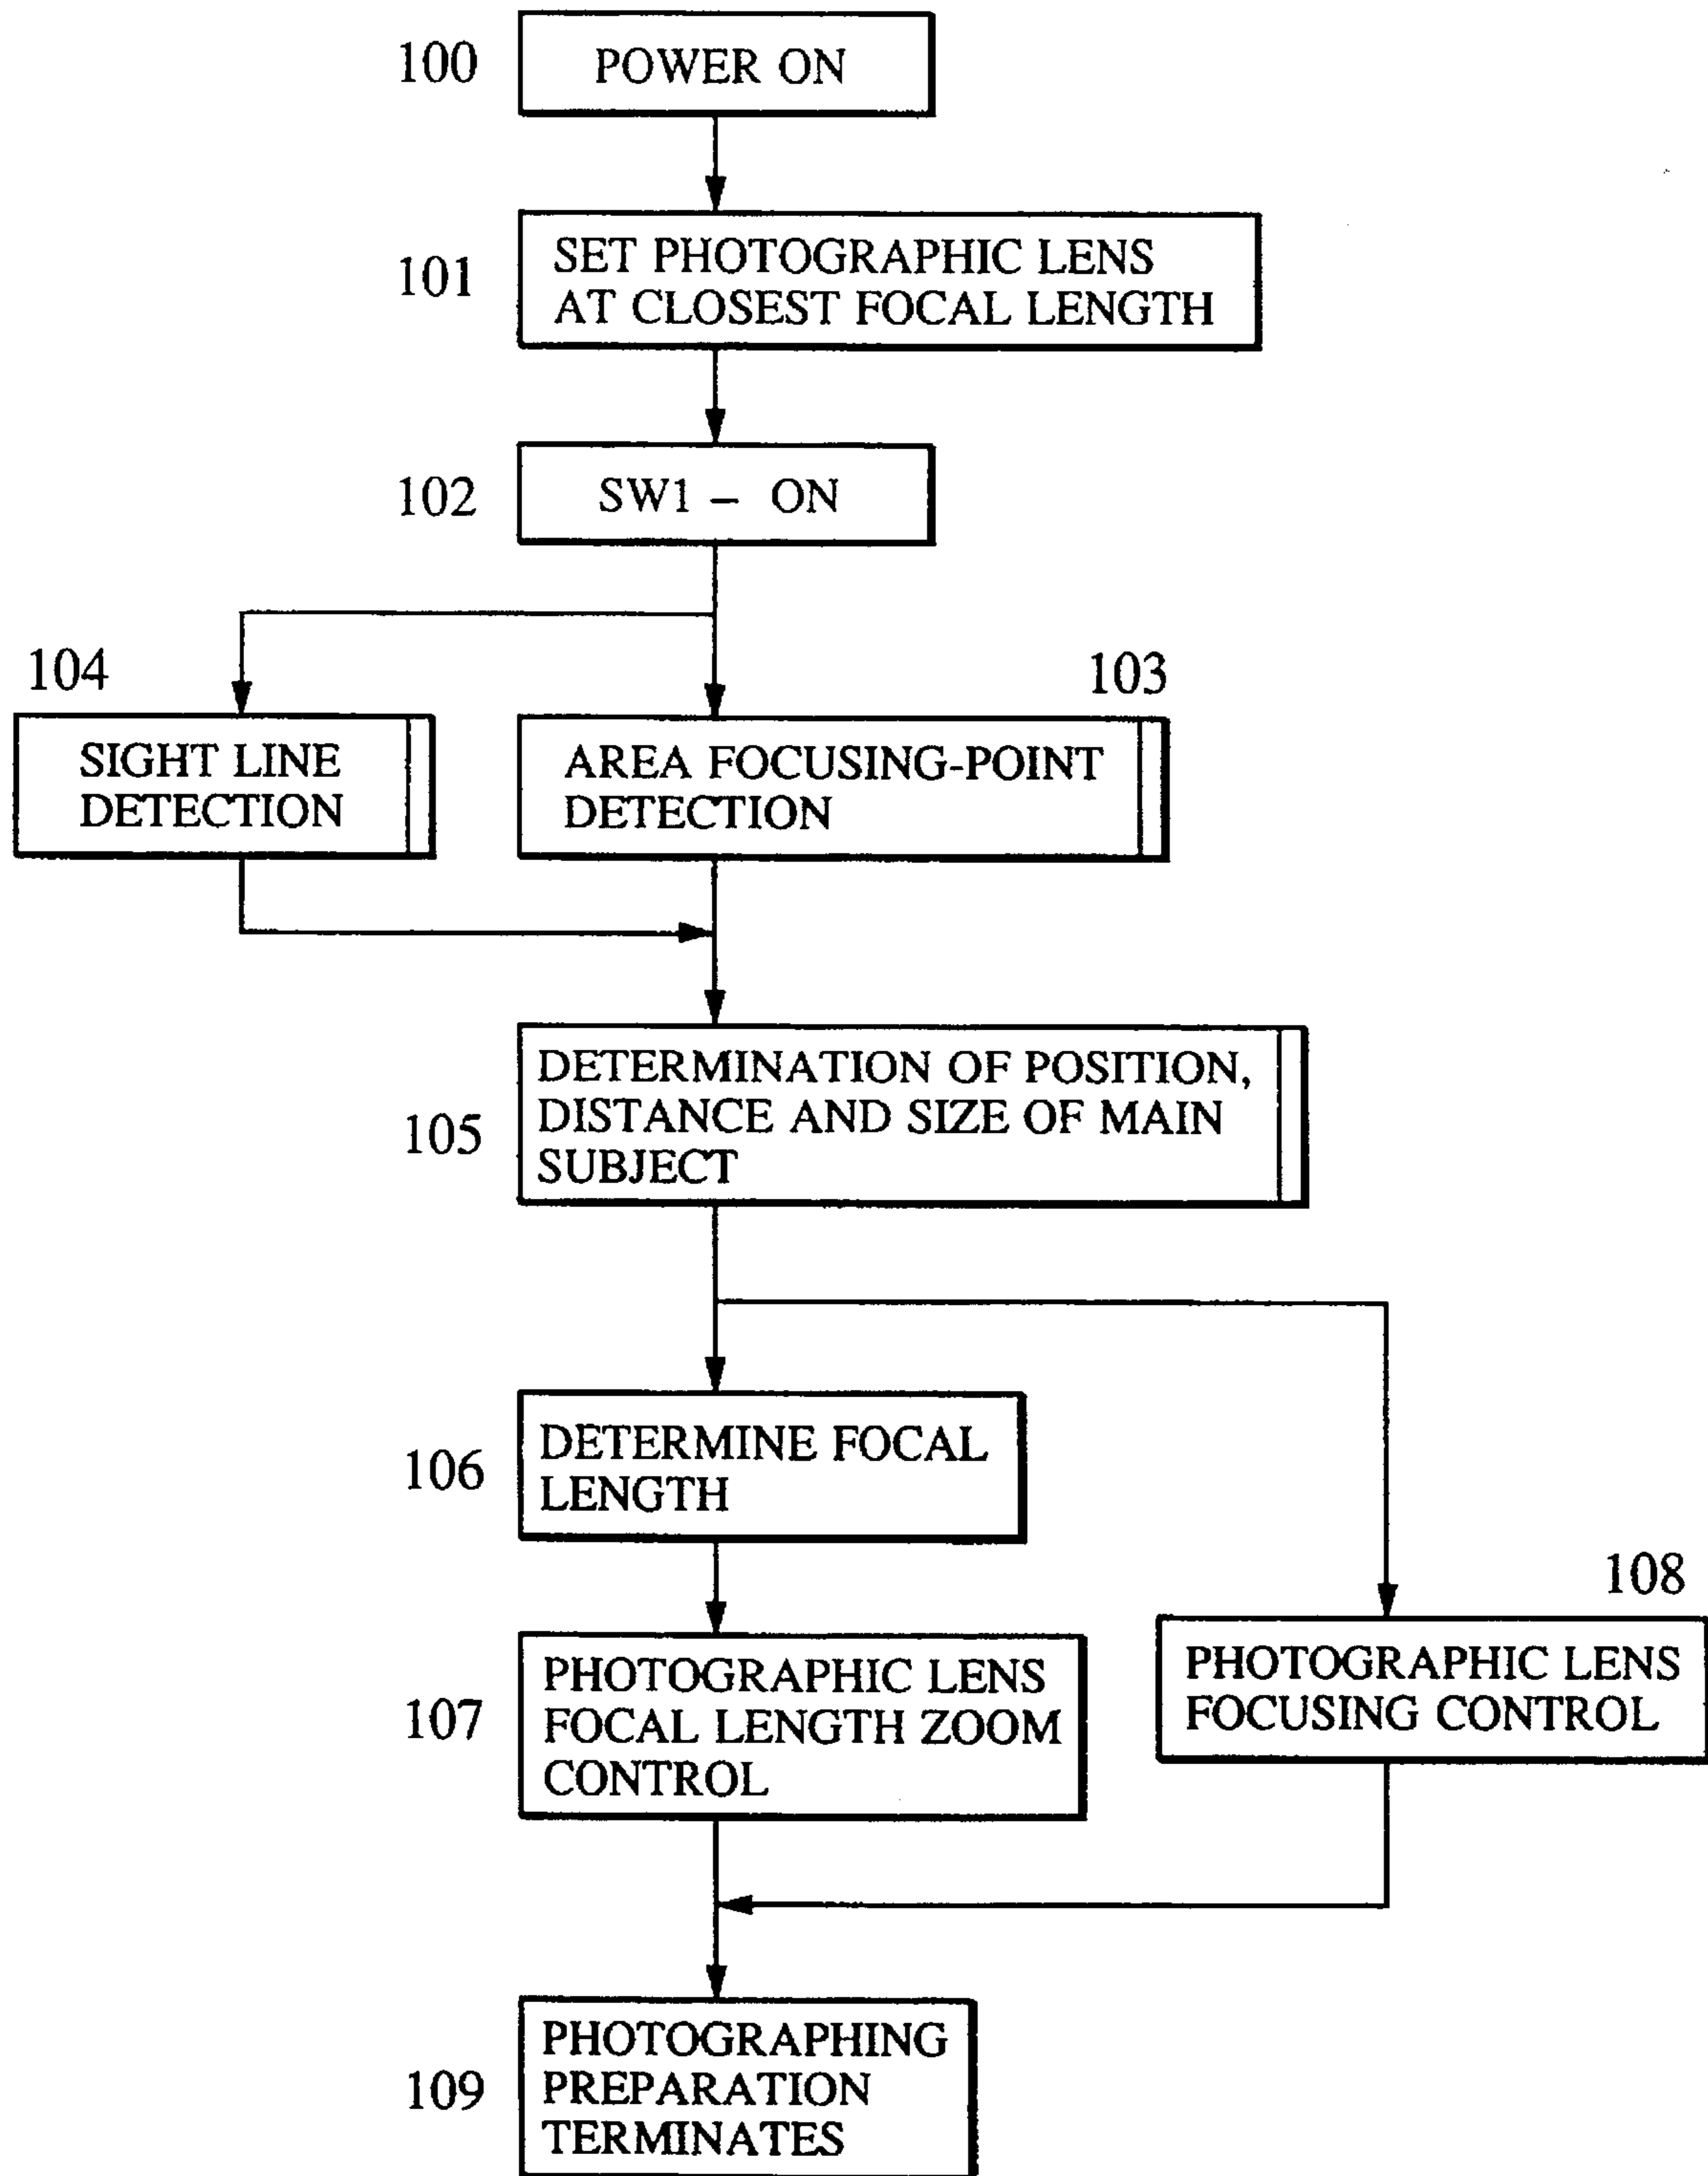 100
POWER ON
101
SET PHOTOGRAPHIC LENS
AT CLOSEST FOCAL LENGTH
102
SW1 – ON
104
SIGHT LINE
DETECTION
103
AREA FOCUSING-POINT
DETECTION
105
DETERMINATION OF POSITION,
DISTANCE AND SIZE OF MAIN
SUBJECT
106
DETERMINE FOCAL
LENGTH
107
PHOTOGRAPHIC LENS
FOCAL LENGTH ZOOM
CONTROL
108
PHOTOGRAPHIC LENS
FOCUSING CONTROL
109
PHOTOGRAPHING
PREPARATION
TERMINATES